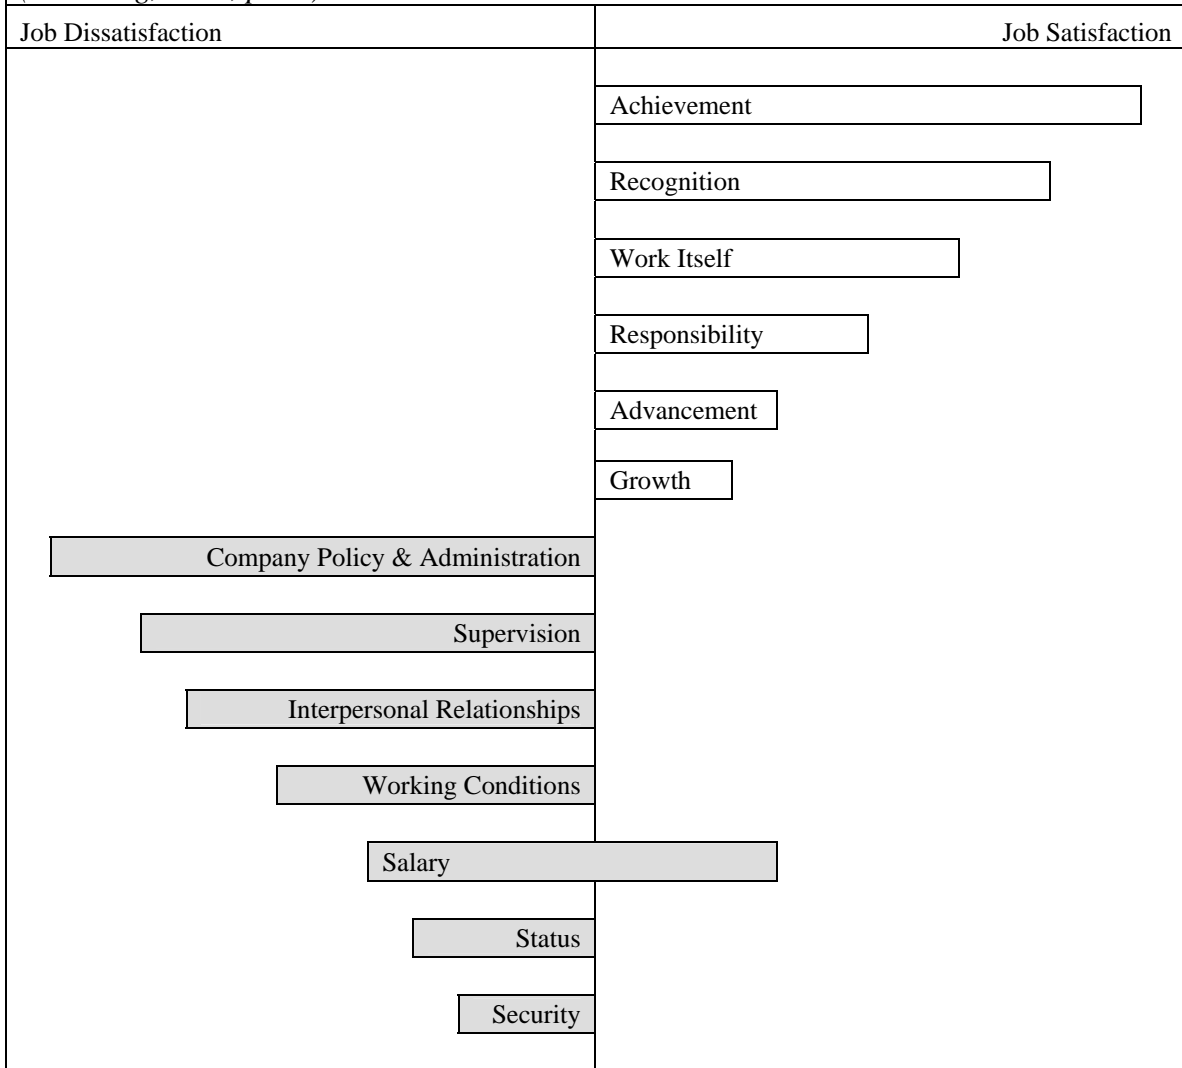 Job Dissatisfaction
Job Satisfaction
Achievement
Recognition
Work Itself
Responsibility
Advancement
Growth
Company Policy & Administration
Supervision
Interpersonal Relationships
Working Conditions
Salary
Status
Security